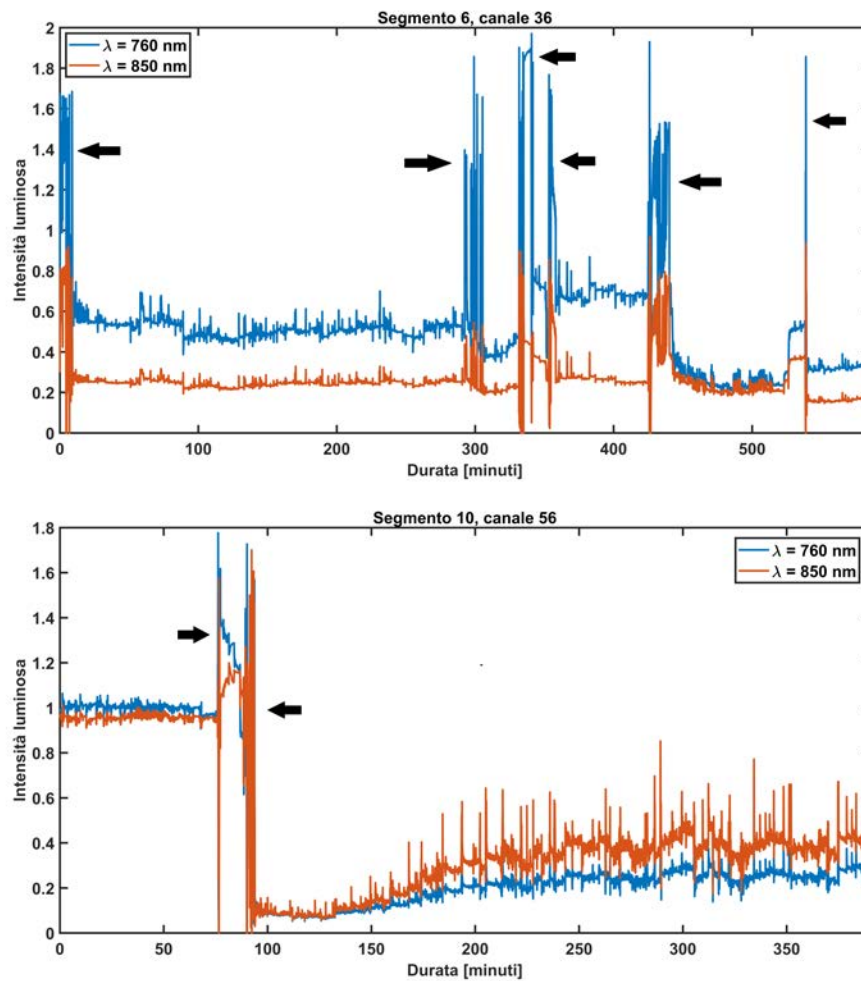 Segmento 6, canale 36
λ = 760 nm
λ = 850 nm
Intensità luminosa
2
1.8
1.6
1.4
1.2
1
0.8
0.6
0.4
0.2
0
0 100 200 300 400 500
Durata [minuti]
Segmento 10, canale 56
λ = 760 nm
λ = 850 nm
Intensità luminosa
1.8
1.6
1.4
1.2
1
0.8
0.6
0.4
0.2
0
0 50 100 150 200 250 300 350
Durata [minuti]